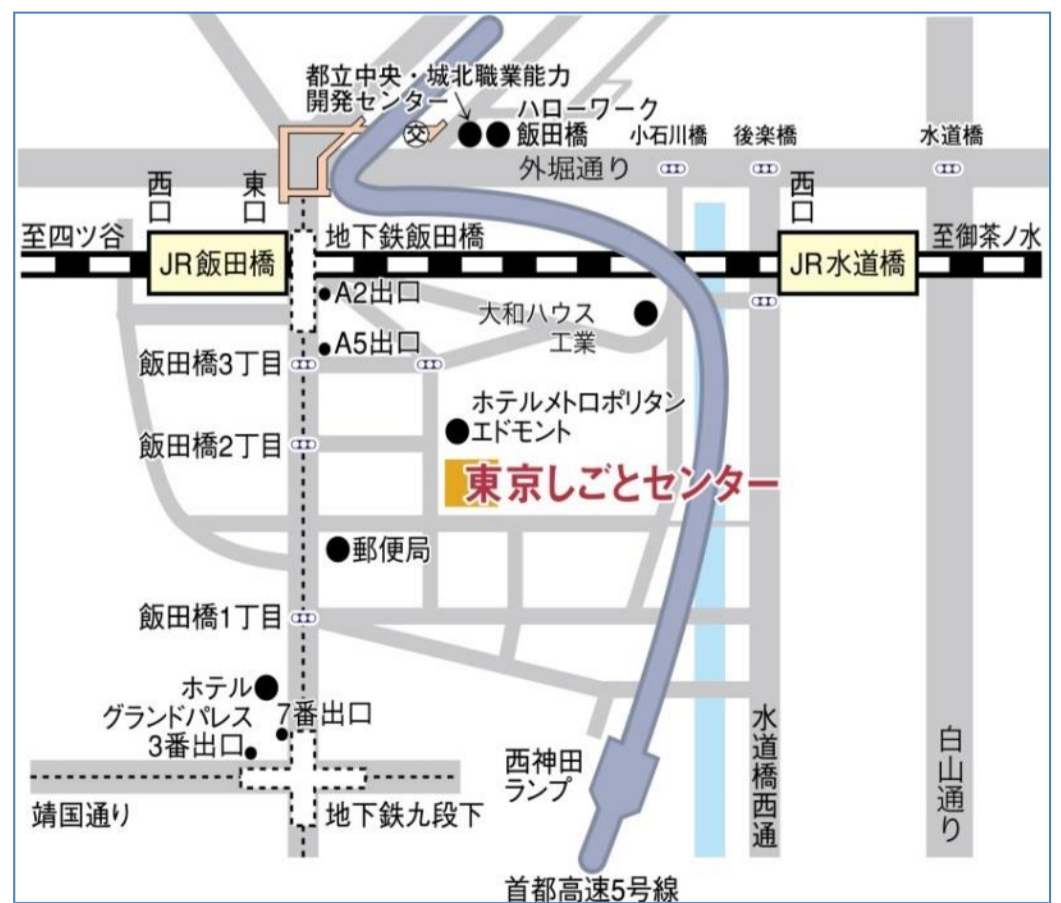 都立中央・城北職業能力
開発センター
ハローワーク
飯田橋
小石川橋
後楽橋
水道橋
交
外堀通り
西口
東口
西口
至四ツ谷
JR飯田橋
地下鉄飯田橋
JR水道橋
至御茶ノ水
A2出口
大和ハウス
工業
A5出口
飯田橋3丁目
ホテルメトロポリタン
エドモント
飯田橋2丁目
東京しごとセンター
郵便局
飯田橋1丁目
ホテル
グランドパレス
7番出口
3番出口
水道橋西通
白山通り
西神田
ランプ
靖国通り
地下鉄九段下
首都高速5号線